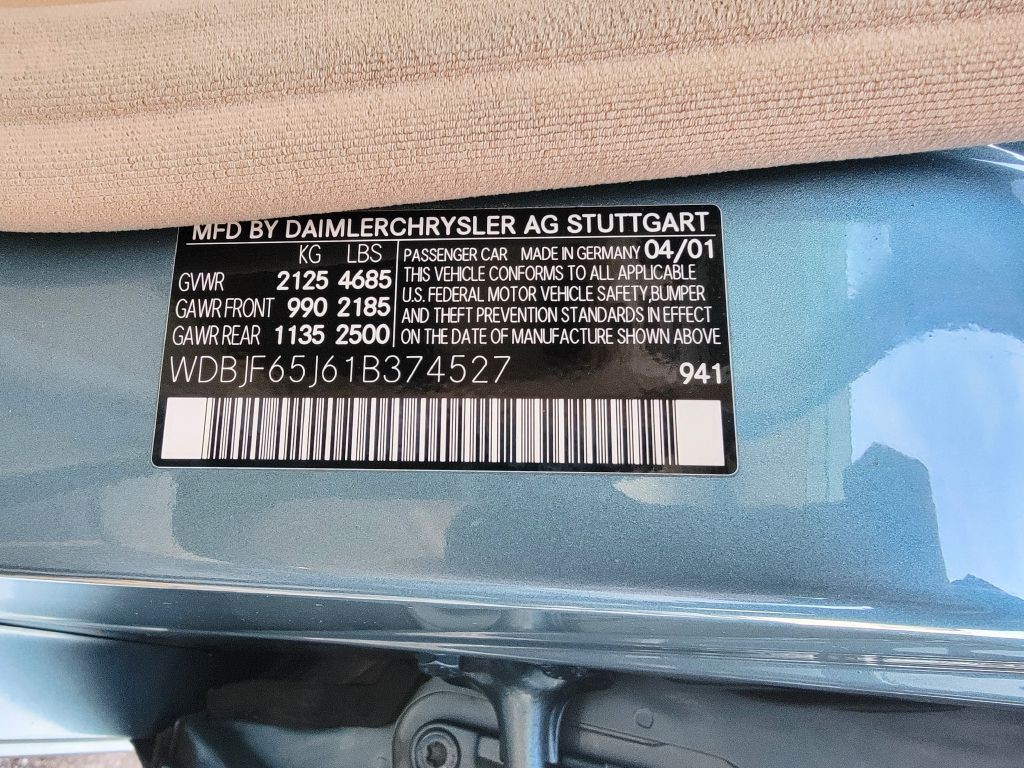 MFD BY DAIMLERCHRYSLER AG STUTTGART
KG LBS
GVWR 2125 4685
GAWR FRONT 990 2185
GAWR REAR 1135 2500
PASSENGER CAR MADE IN GERMANY 04/01
THIS VEHICLE CONFORMS TO ALL APPLICABLE
U.S. FEDERAL MOTOR VEHICLE SAFETY,BUMPER
AND THEFT PREVENTION STANDARDS IN EFFECT
ON THE DATE OF MANUFACTURE SHOWN ABOVE
WDBJF65J61B374527 941